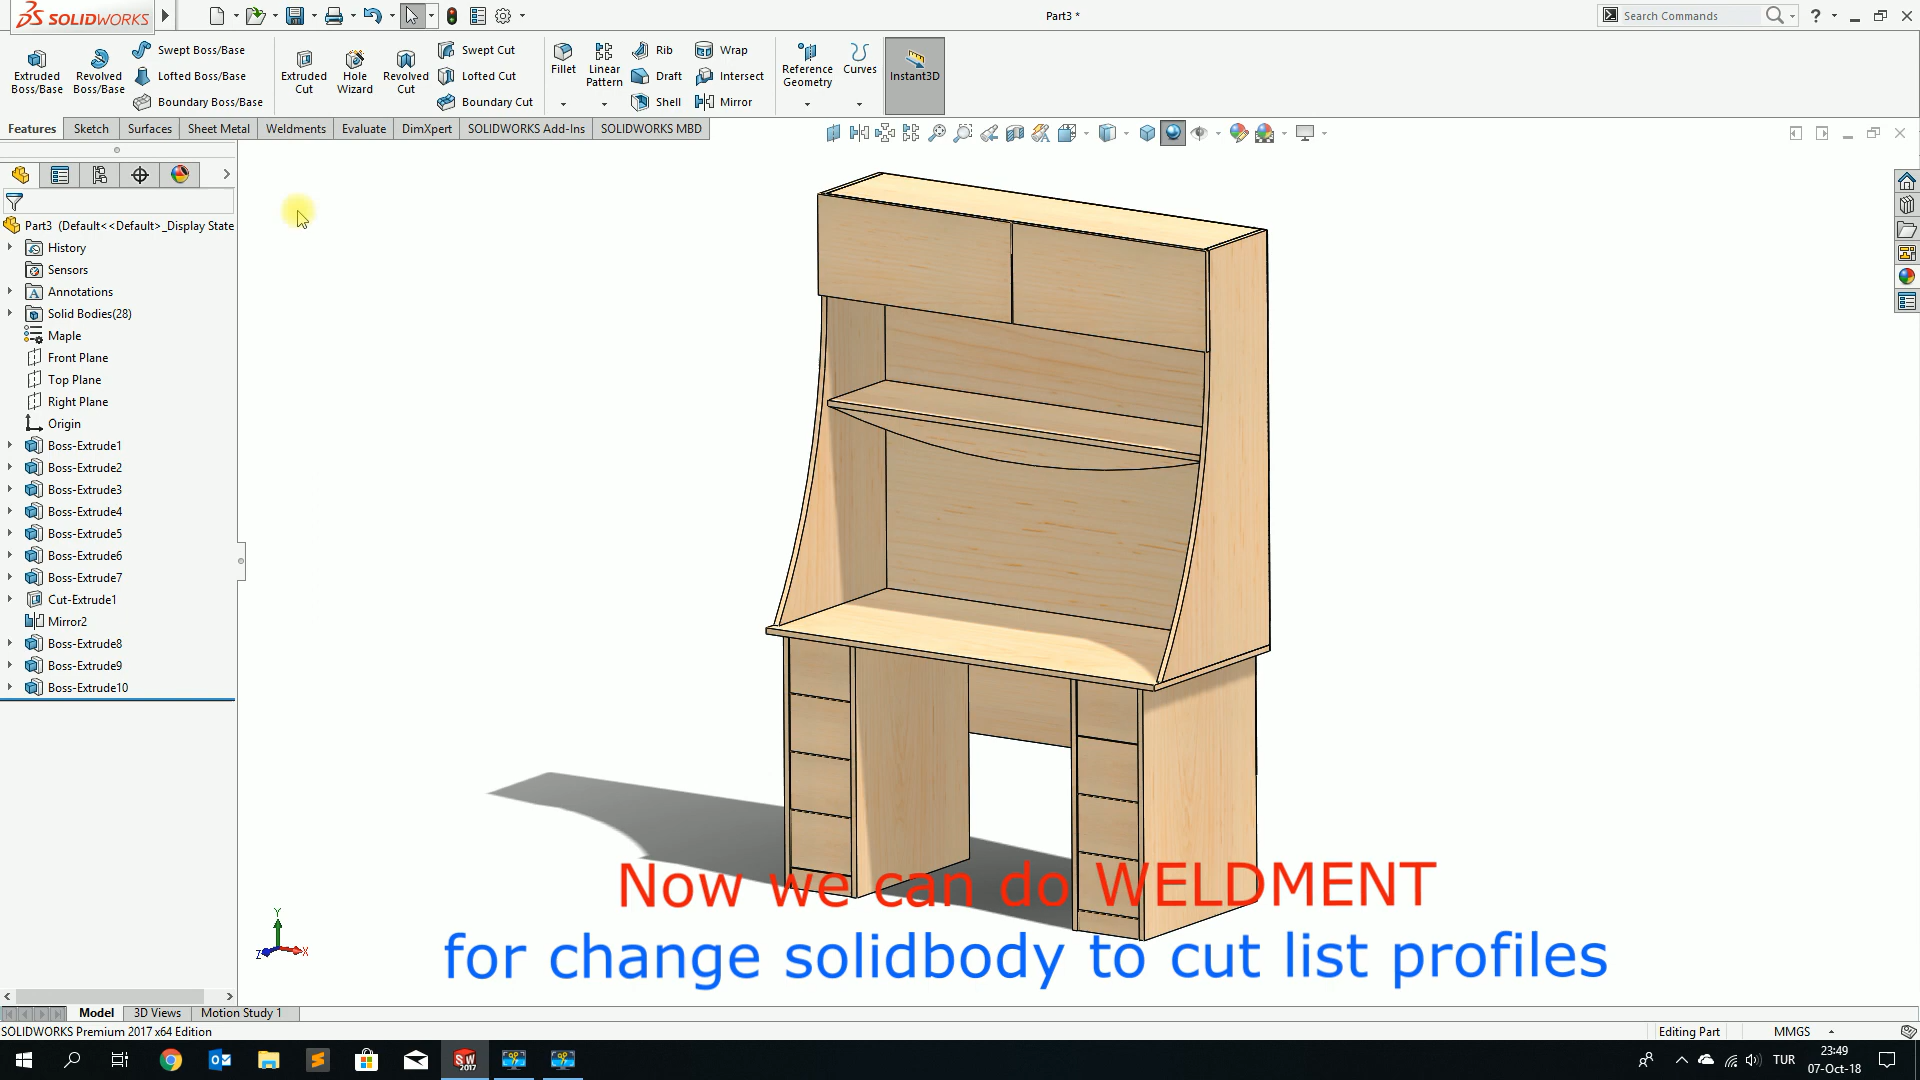 SOLIDWORKS
Part3 *
Search Commands
Extruded Boss/Base
Revolved Boss/Base
Swept Boss/Base
Lofted Boss/Base
Boundary Boss/Base
Extruded Cut
Hole Wizard
Revolved Cut
Swept Cut
Lofted Cut
Boundary Cut
Fillet
Linear Pattern
Rib
Draft
Shell
Wrap
Intersect
Mirror
Reference Geometry
Curves
Instant3D
Features
Sketch
Surfaces
Sheet Metal
Weldments
Evaluate
DimXpert
SOLIDWORKS Add-Ins
SOLIDWORKS MBD
Part3 (Default<<Default>_Display State
History
Sensors
Annotations
Solid Bodies(28)
Maple
Front Plane
Top Plane
Right Plane
Origin
Boss-Extrude1
Boss-Extrude2
Boss-Extrude3
Boss-Extrude4
Boss-Extrude5
Boss-Extrude6
Boss-Extrude7
Cut-Extrude1
Mirror2
Boss-Extrude8
Boss-Extrude9
Boss-Extrude10
Y
Z
X
Now we can do WELDMENT
for change solidbody to cut list profiles
Model
3D Views
Motion Study 1
SOLIDWORKS Premium 2017 x64 Edition
Editing Part
MMGS
TUR
23:49
07-Oct-18